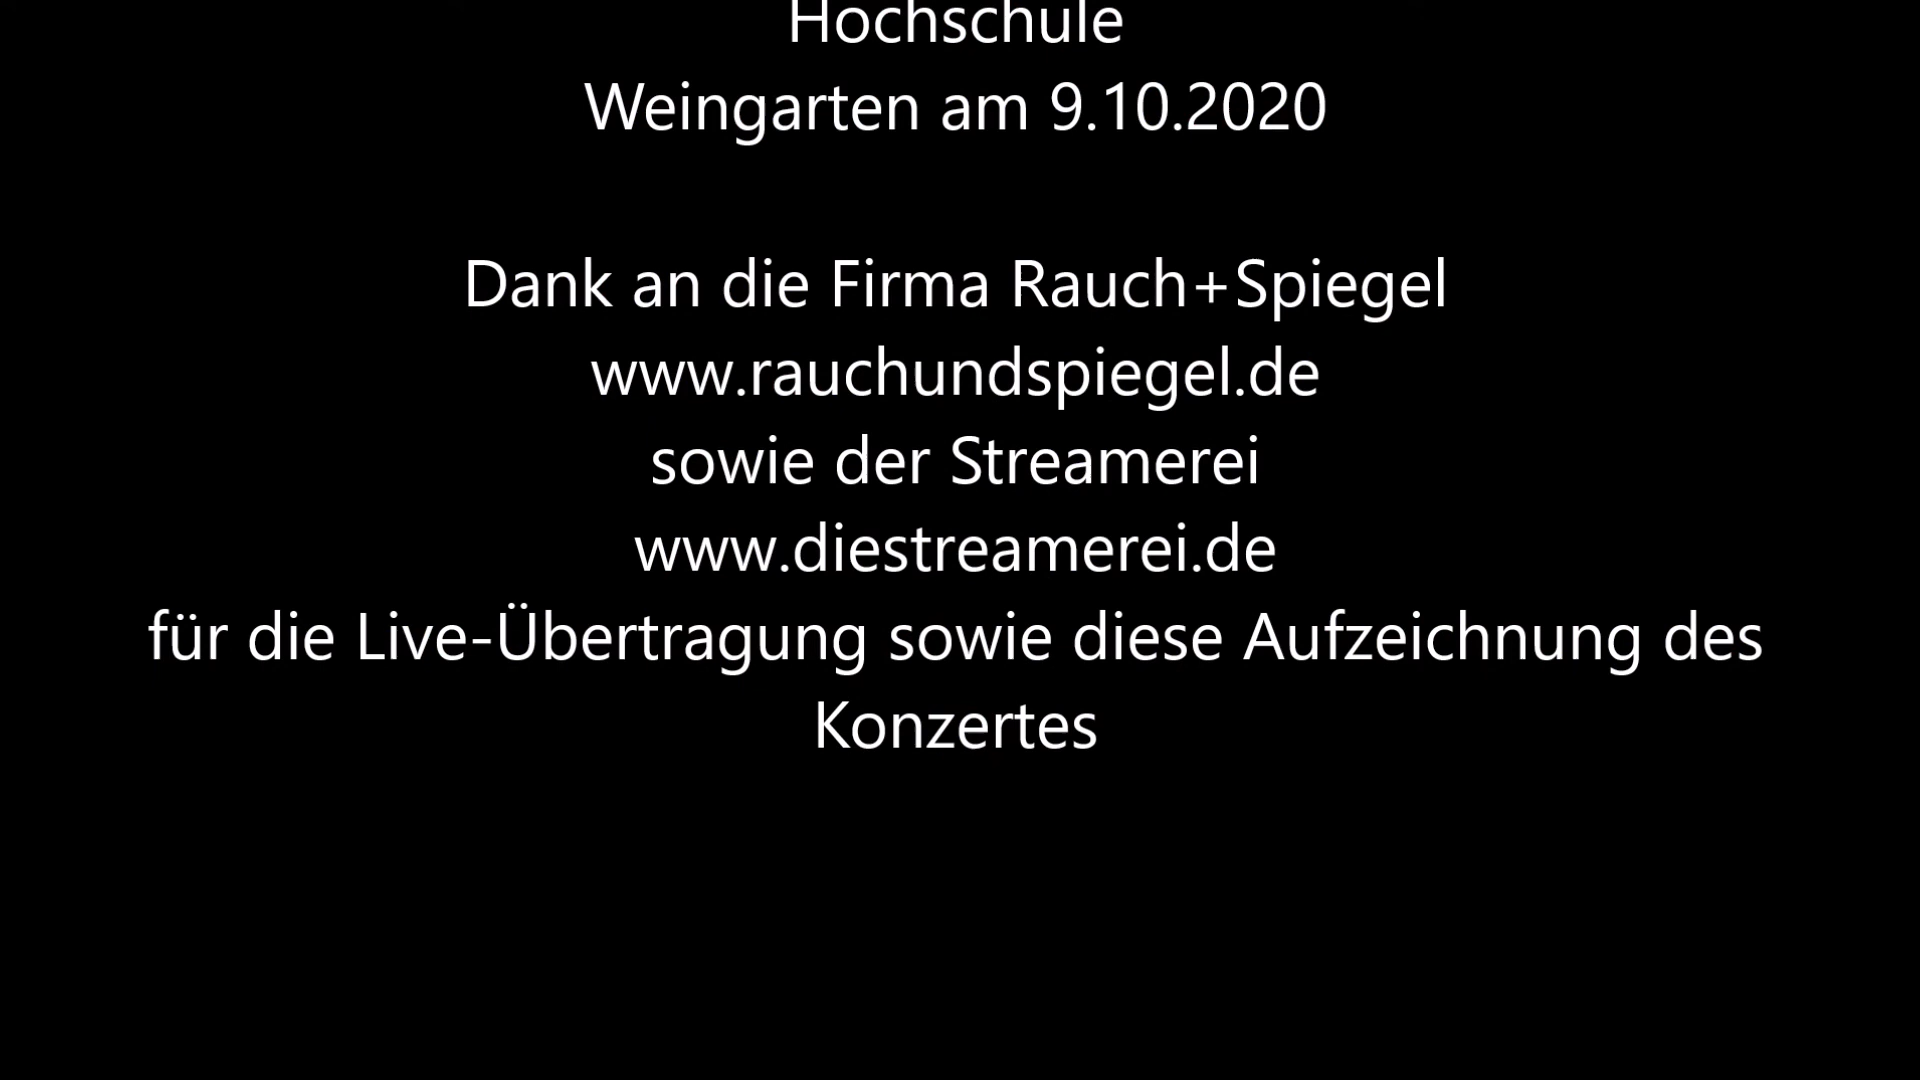 Hochschule
Weingarten am 9.10.2020
Dank an die Firma Rauch+Spiegel
www.rauchundspiegel.de
sowie der Streamerei
www.diestreamerei.de
für die Live-Übertragung sowie diese Aufzeichnung des
Konzertes